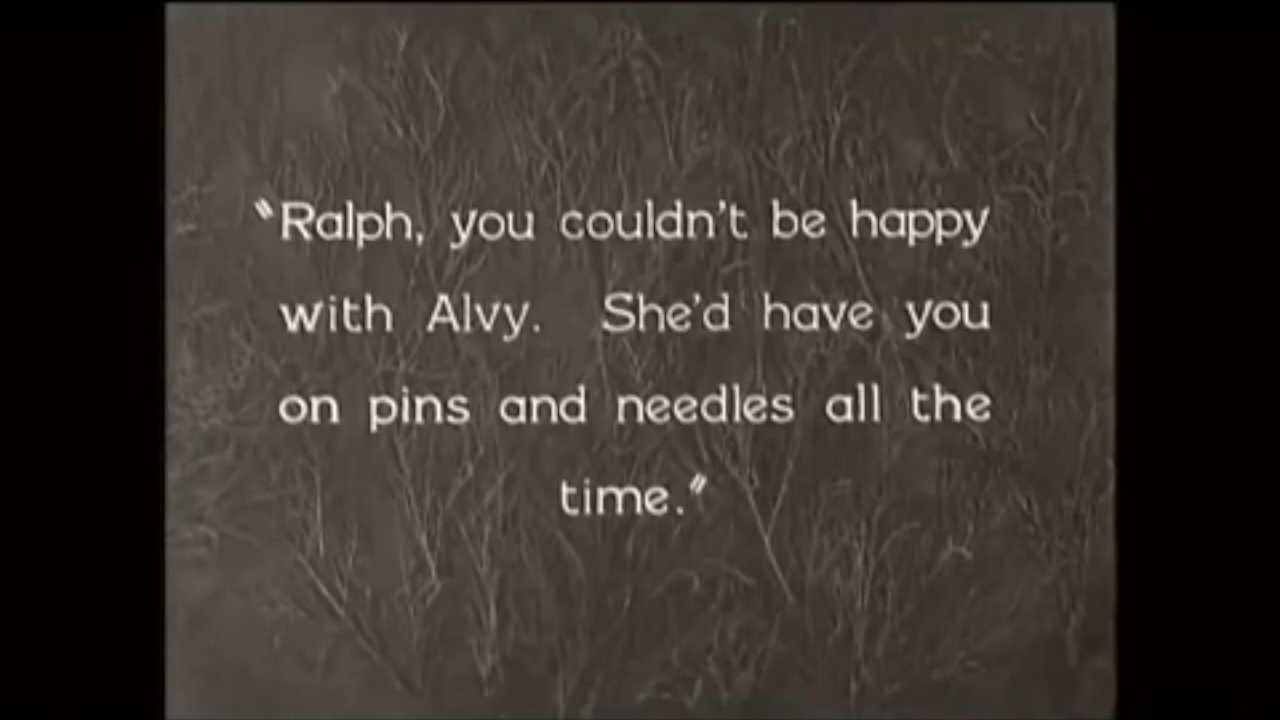 "Ralph, you couldn't be happy
with Alvy. She'd have you
on pins and needles all the
time."